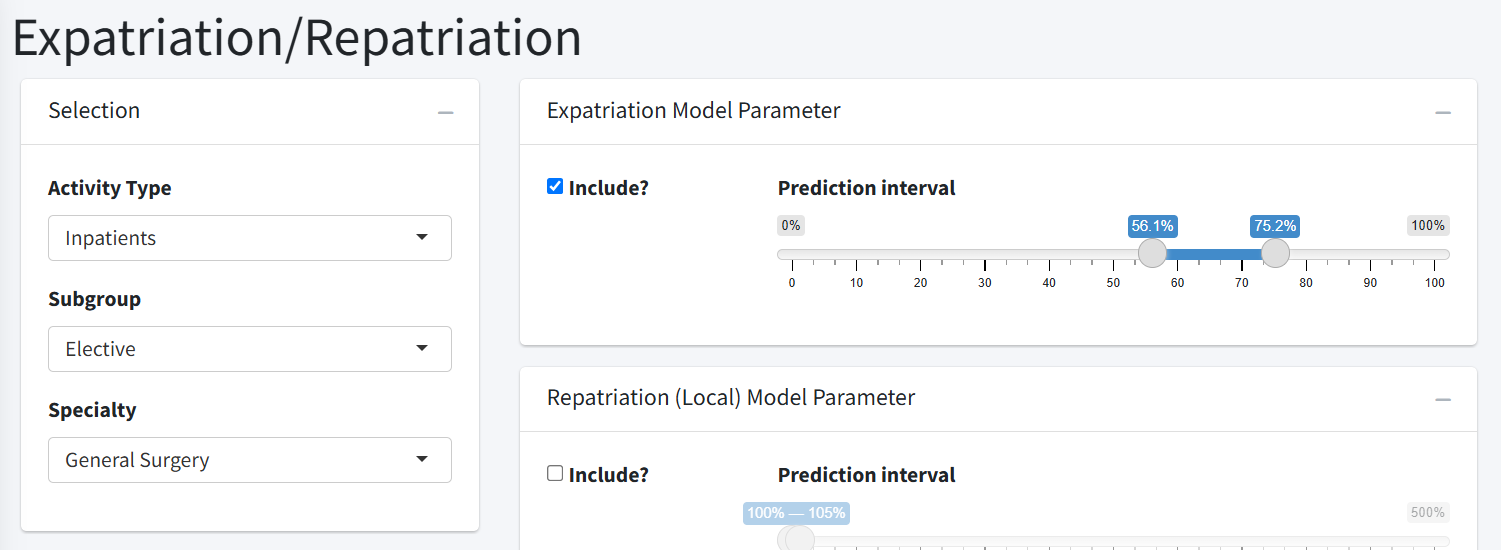 Expatriation/Repatriation
Selection
Activity Type
Inpatients
Subgroup
Elective
Specialty
General Surgery
Expatriation Model Parameter
Include?
Prediction interval
0% 56.1% 75.2% 100%
0 10 20 30 40 50 60 70 80 90 100
Repatriation (Local) Model Parameter
Include?
Prediction interval
100% — 105% 500%